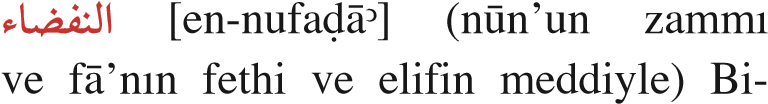 النفضاء [en-nufaḍāʾ] (nūn’un zammı
ve fā’nın fethi ve elifin meddiyle) Bi-